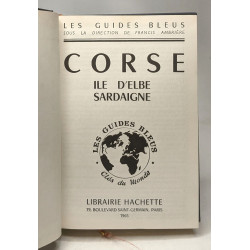 LES GUIDES BLEUS
SOUS LA DIRECTION DE FRANCIS AMBRIÈRE
CORSE
ILE D'ELBE
SARDAIGNE
LES GUIDES BLEUS
Clés du Monde
LIBRAIRIE HACHETTE
79, BOULEVARD SAINT-GERMAIN, PARIS